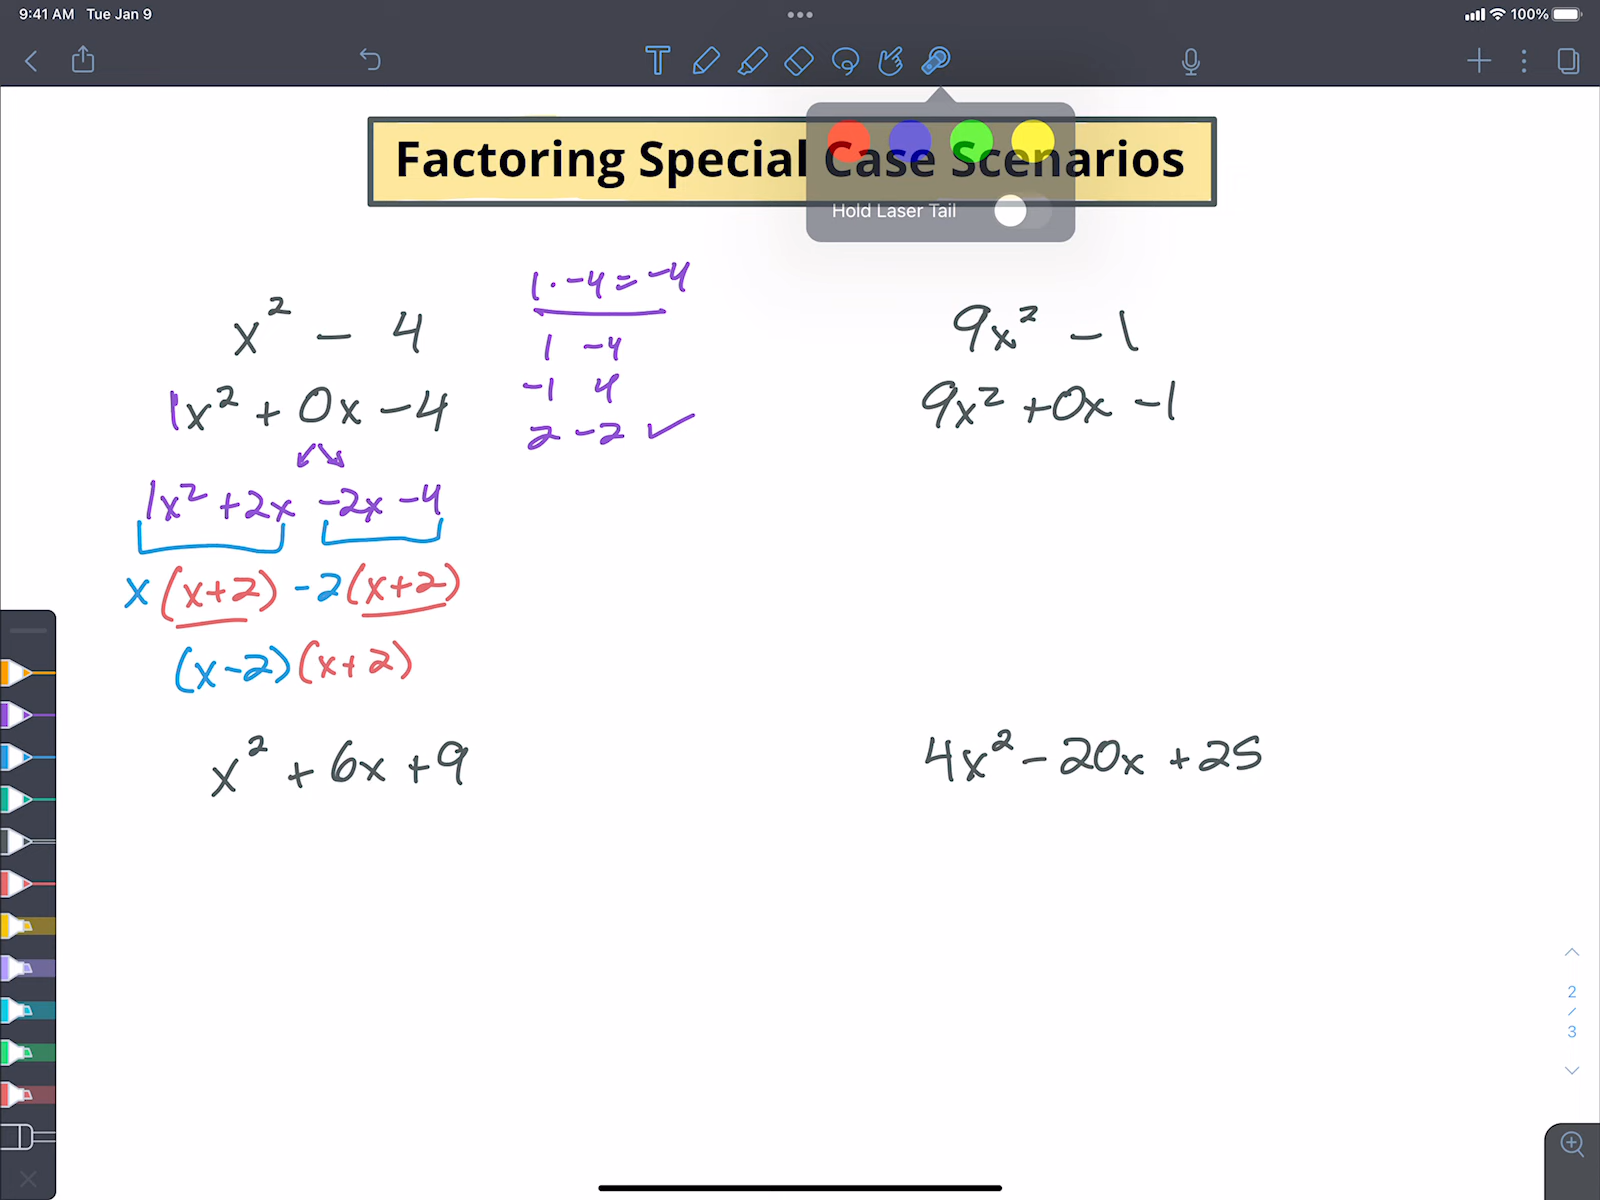 9:41 AM Tue Jan 9
100%
Factoring Special Case Scenarios
Hold Laser Tail
x² - 4
1x² + 0x - 4
1x² + 2x - 2x - 4
x (x+2) - 2 (x+2)
(x-2) (x+2)
1 · -4 = -4
1 -4
-1 4
2 -2 ✓
9x² - 1
9x² + 0x - 1
x² + 6x + 9
4x² - 20x + 25
2
/
3